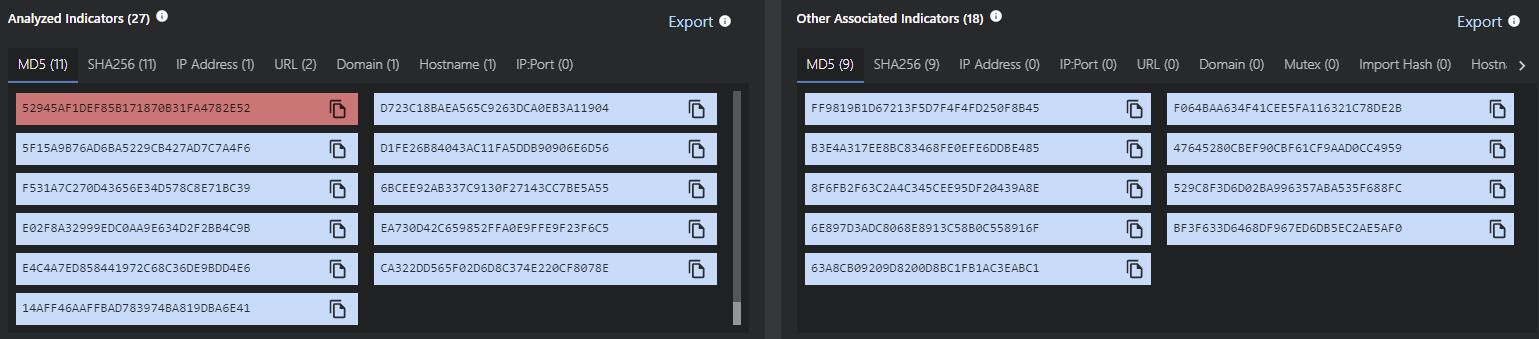 Analyzed Indicators (27)
Export
MD5 (11) SHA256 (11) IP Address (1) URL (2) Domain (1) Hostname (1) IP:Port (0)
52945AF1DEF85B171870B31FA4782E52
D723C18BAEA565C9263DCA0EB3A11904
5F15A9B76AD6BA5229CB427AD7C7A4F6
D1FE26B84043AC11FA5DDB90906E6D56
F531A7C270D43656E34D578C8E71BC39
6BCEE92AB337C9130F27143CC7BE5A55
E02F8A32999EDC0AA9E634D2F2BB4C9B
EA730D42C659852FFA0E9FFE9F23F6C5
E4C4A7ED858441972C68C36DE9BDD4E6
CA322DD565F02D6D8C374E220CF8078E
14AFF46AAFFBAD783974BA819DBA6E41
Other Associated Indicators (18)
Export
MD5 (9) SHA256 (9) IP Address (0) IP:Port (0) URL (0) Domain (0) Mutex (0) Import Hash (0) Hostna
FF9819B1D67213F5D7F4F4FD250F8B45
F064BAA634F41CEE5FA116321C78DE2B
B3E4A317EE8BC83468FE0EFE6DDBE485
47645280CBEF90CBF61CF9AAD0CC4959
8F6FB2F63C2A4C345CEE95DF20439A8E
529C8F3D6D02BA996357ABA535F688FC
6E897D3ADC8068E8913C58B0C558916F
BF3F633D6468DF967ED6DB5EC2AE5AF0
63A8CB09209D8200D8BC1FB1AC3EABC1